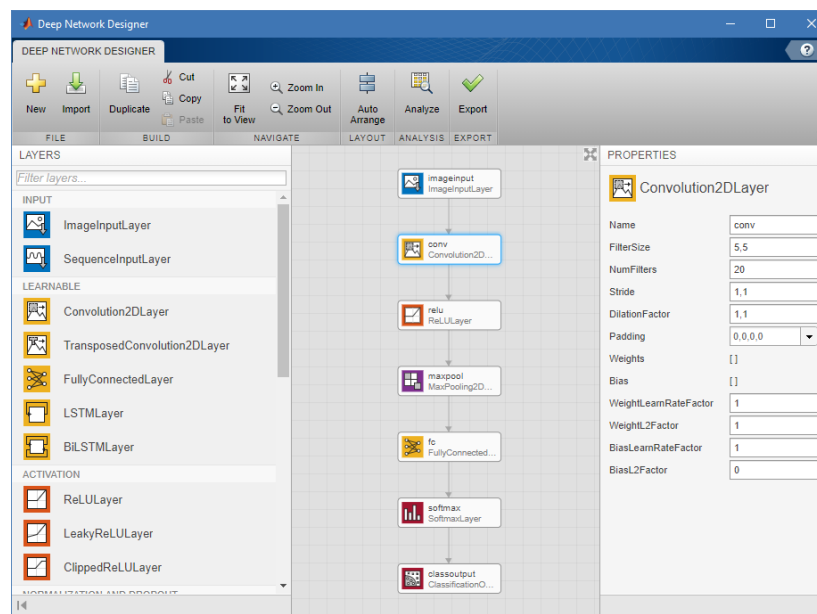 Deep Network Designer
DEEP NETWORK DESIGNER
?
New
Import
Duplicate
Cut
Copy
Paste
Fit
to View
Zoom In
Zoom Out
Auto
Arrange
Analyze
Export
FILE
BUILD
NAVIGATE
LAYOUT
ANALYSIS
EXPORT
LAYERS
Filter layers...
INPUT
ImageInputLayer
SequenceInputLayer
LEARNABLE
Convolution2DLayer
TransposedConvolution2DLayer
FullyConnectedLayer
LSTMLayer
BiLSTMLayer
ACTIVATION
ReLULayer
LeakyReLULayer
ClippedReLULayer
NORMALIZATION AND DROPOUT
imageinput
ImageInputLayer
conv
Convolution2D...
relu
ReLULayer
maxpool
MaxPooling2D...
fc
FullyConnected...
softmax
SoftmaxLayer
classoutput
ClassificationO...
PROPERTIES
Convolution2DLayer
Name conv
FilterSize 5,5
NumFilters 20
Stride 1,1
DilationFactor 1,1
Padding 0,0,0,0
Weights []
Bias []
WeightLearnRateFactor 1
WeightL2Factor 1
BiasLearnRateFactor 1
BiasL2Factor 0